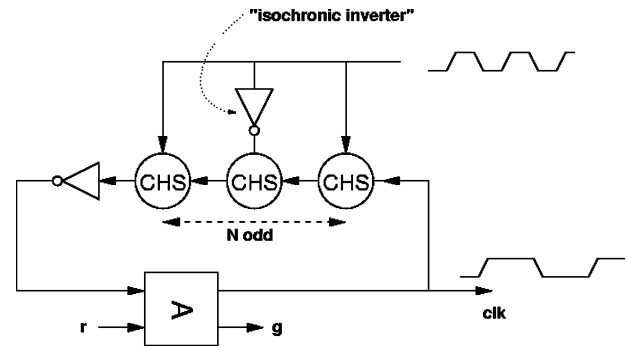 "isochronic inverter"
CHS CHS CHS
N odd
A
r
g
clk